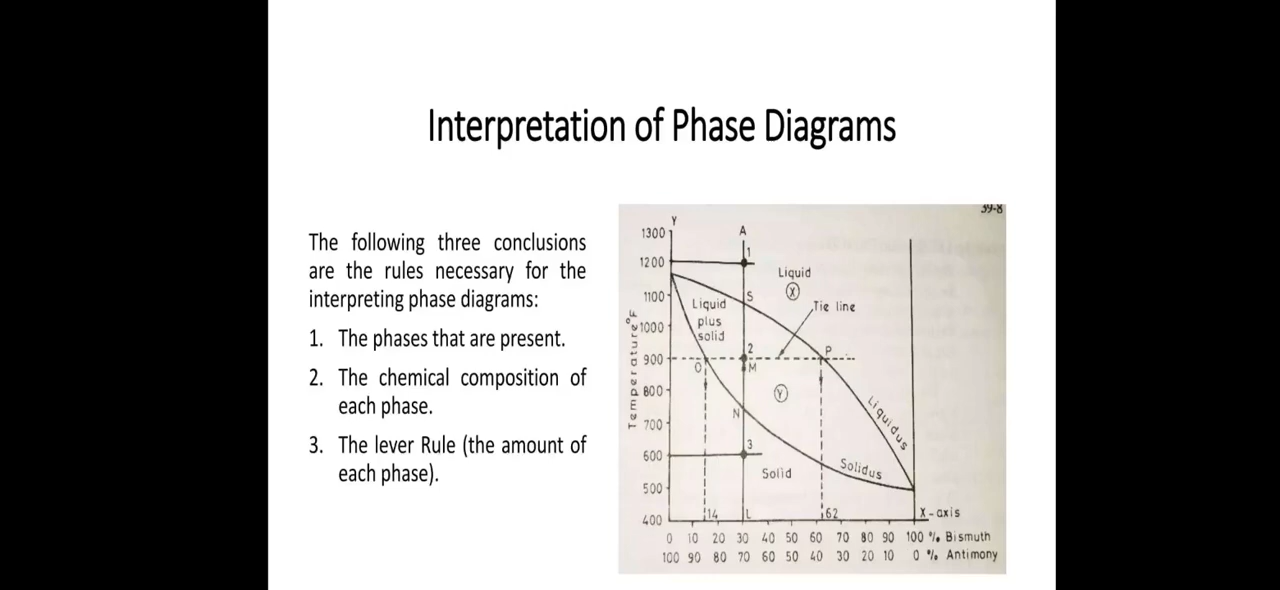 Interpretation of Phase Diagrams
The following three conclusions
are the rules necessary for the
interpreting phase diagrams:
1. The phases that are present.
2. The chemical composition of
each phase.
3. The lever Rule (the amount of
each phase).
39-8
Y
A
1300
1
1200
Liquid
X
1100
S
Liquid
plus
solid
Tie line
1000
2
P
900
O
M
800
Y
Temperature °F
Liquidus
700
N
3
600
Solid
Solidus
500
400
14
L
62
X-axis
0 10 20 30 40 50 60 70 80 90 100 % Bismuth
100 90 80 70 60 50 40 30 20 10 0 % Antimony